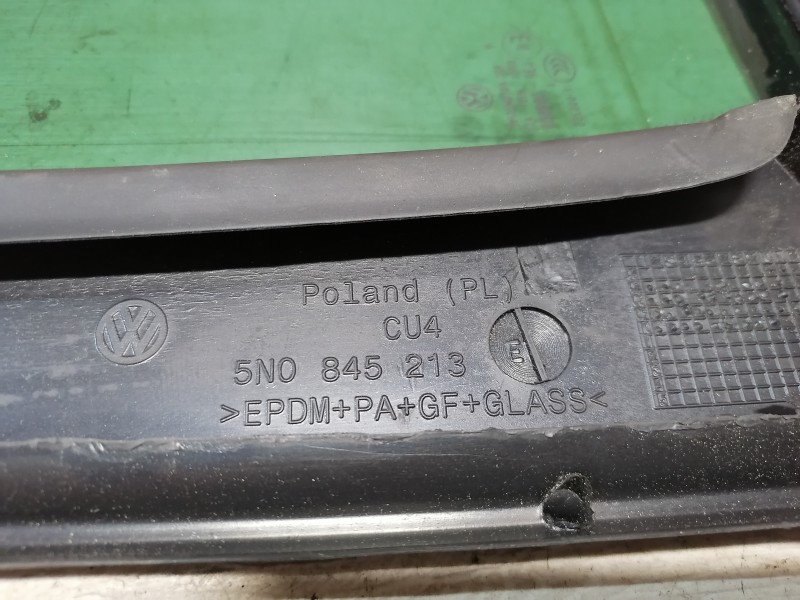 Poland (PL)
CU4
5N0 845 213
E
>EPDM+PA+GF+GLASS<